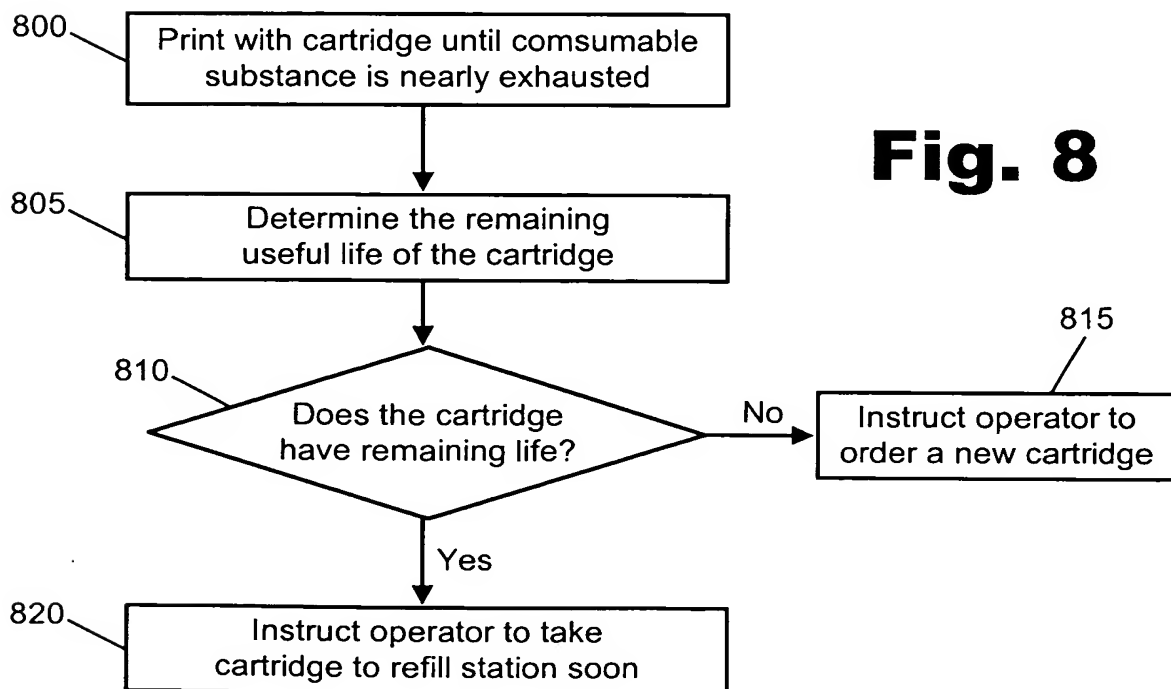 800
Print with cartridge until comsumable
substance is nearly exhausted
Fig. 8
805
Determine the remaining
useful life of the cartridge
810
Does the cartridge
have remaining life?
No
815
Instruct operator to
order a new cartridge
Yes
820
Instruct operator to take
cartridge to refill station soon